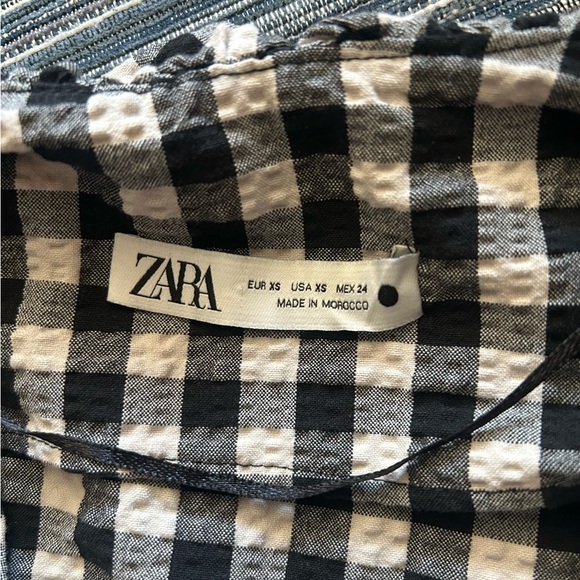 ZARA
EUR XS USA XS MEX 24
MADE IN MOROCCO